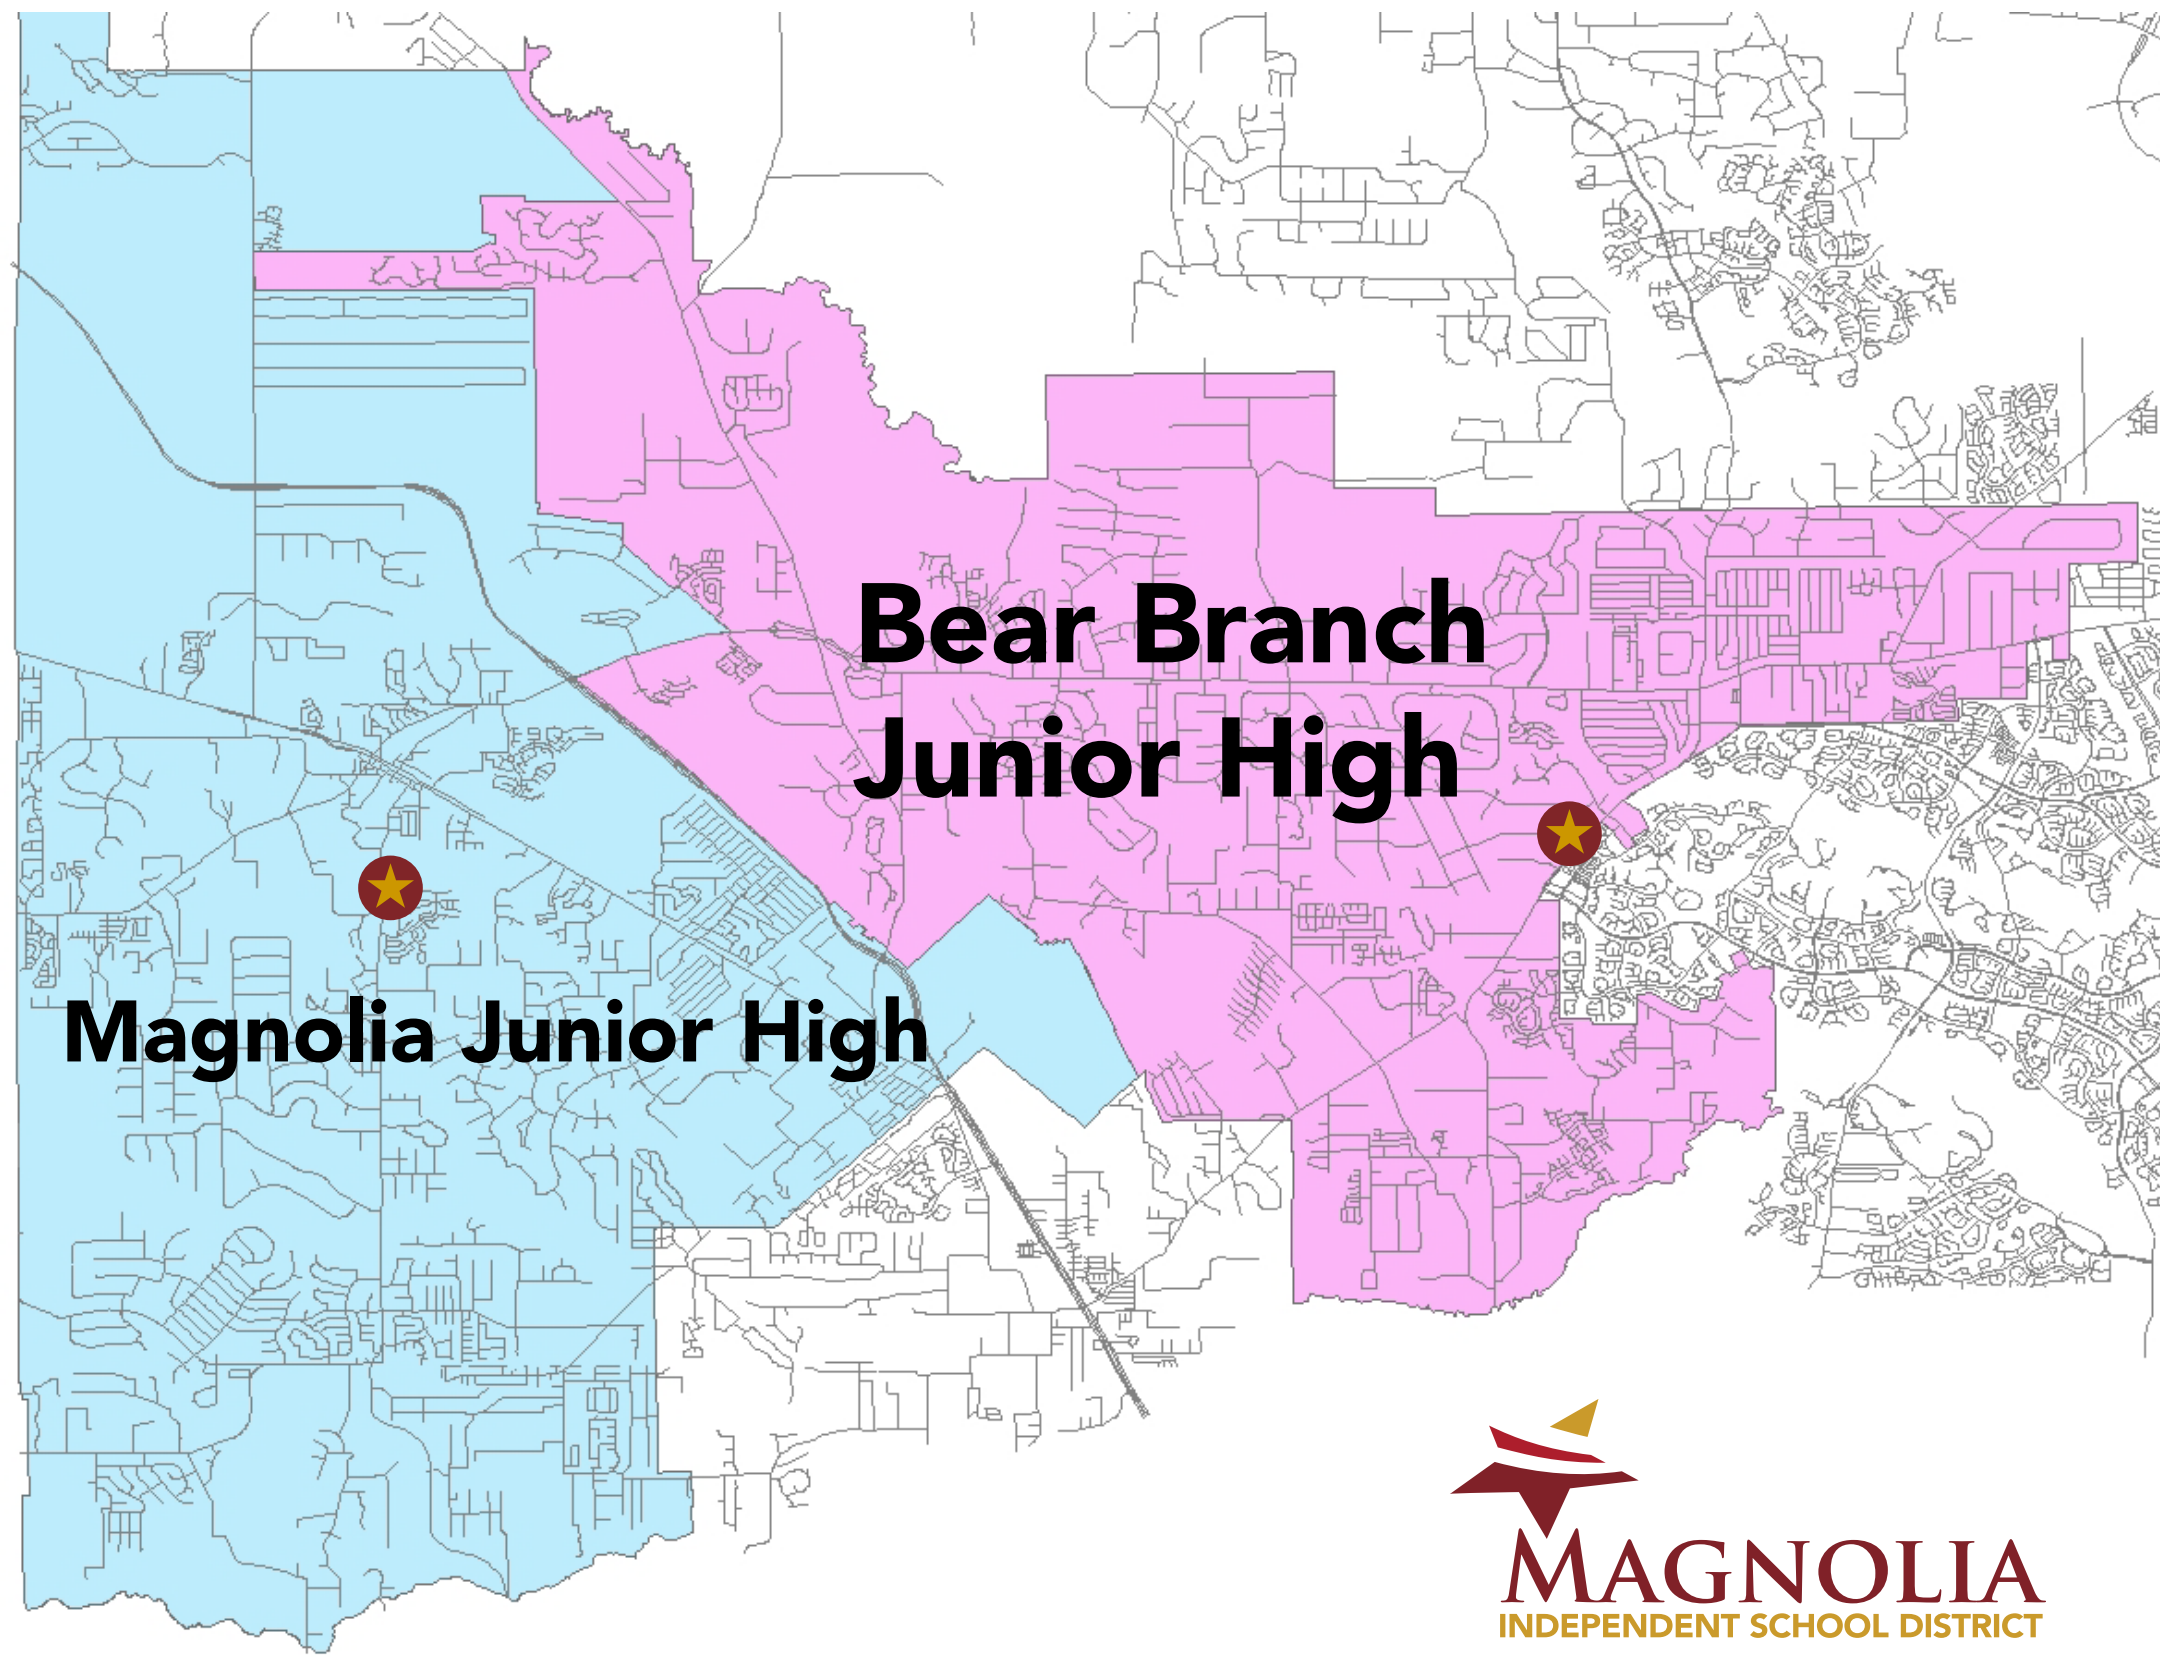 Bear Branch
Junior High
Magnolia Junior High
MAGNOLIA
INDEPENDENT SCHOOL DISTRICT